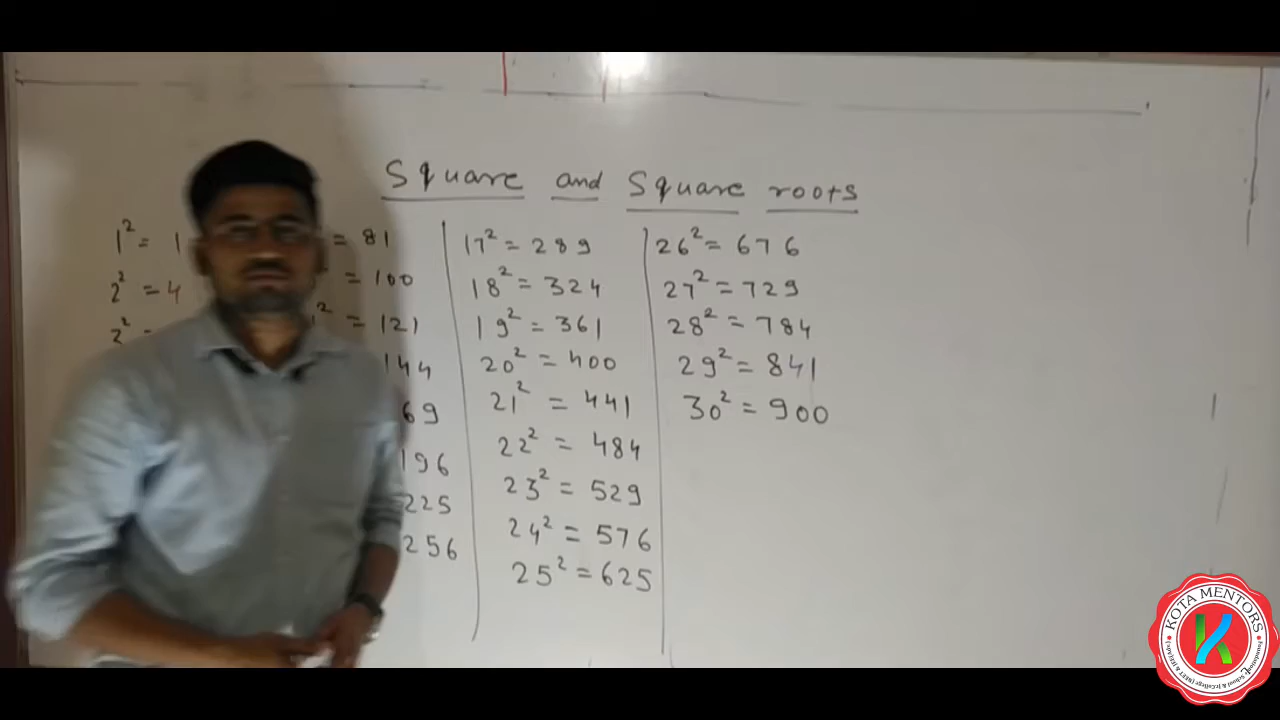 Square and Square roots
1² = 1
2² = 4
2² =
= 81
= 100
² = 121
144
69
196
225
256
17² = 289
18² = 324
19² = 361
20² = 400
21² = 441
22² = 484
23² = 529
24² = 576
25² = 625
26² = 676
27² = 729
28² = 784
29² = 841
30² = 900
KOTA MENTORS
K